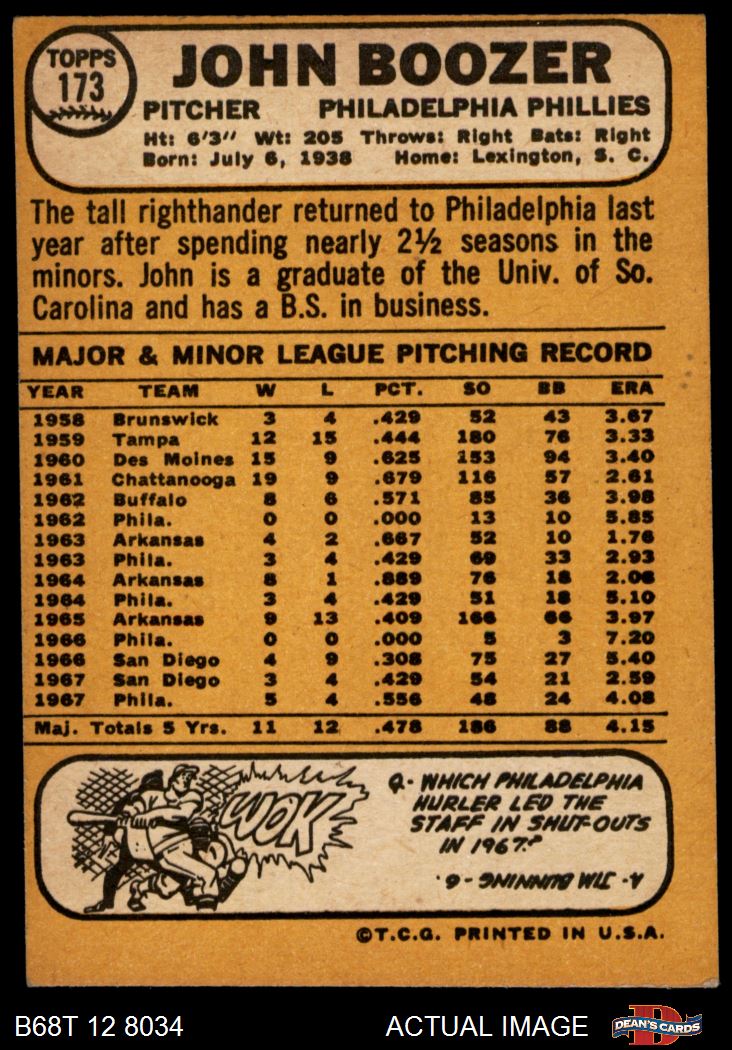 TOPPS
173
JOHN BOOZER
PITCHER PHILADELPHIA PHILLIES
Ht: 6'3" Wt: 205 Throws: Right Bats: Right
Born: July 6, 1938 Home: Lexington, S. C.
The tall righthander returned to Philadelphia last
year after spending nearly 2½ seasons in the
minors. John is a graduate of the Univ. of So.
Carolina and has a B.S. in business.
MAJOR & MINOR LEAGUE PITCHING RECORD
YEAR TEAM W L PCT. SO BB ERA
1958 Brunswick 3 4 .429 52 43 3.67
1959 Tampa 12 15 .444 180 76 3.33
1960 Des Moines 15 9 .625 153 94 3.40
1961 Chattanooga 19 9 .679 116 57 2.61
1962 Buffalo 8 6 .571 85 36 3.98
1962 Phila. 0 0 .000 13 10 5.85
1963 Arkansas 4 2 .667 52 10 1.76
1963 Phila. 3 4 .429 69 33 2.93
1964 Arkansas 8 1 .889 76 18 2.06
1964 Phila. 3 4 .429 51 18 5.10
1965 Arkansas 9 13 .409 166 66 3.97
1966 Phila. 0 0 .000 5 3 7.20
1966 San Diego 4 9 .308 75 27 5.40
1967 San Diego 3 4 .429 54 21 2.59
1967 Phila. 5 4 .556 48 24 4.08
Maj. Totals 5 Yrs. 11 12 .478 186 88 4.15
WOK
Q- WHICH PHILADELPHIA
HURLER LED THE
STAFF IN SHUT-OUTS
IN 1967?
A- JIM BUNNING - 6.
©T.C.G. PRINTED IN U.S.A.
B68T 12 8034 ACTUAL IMAGE DEAN'S CARDS